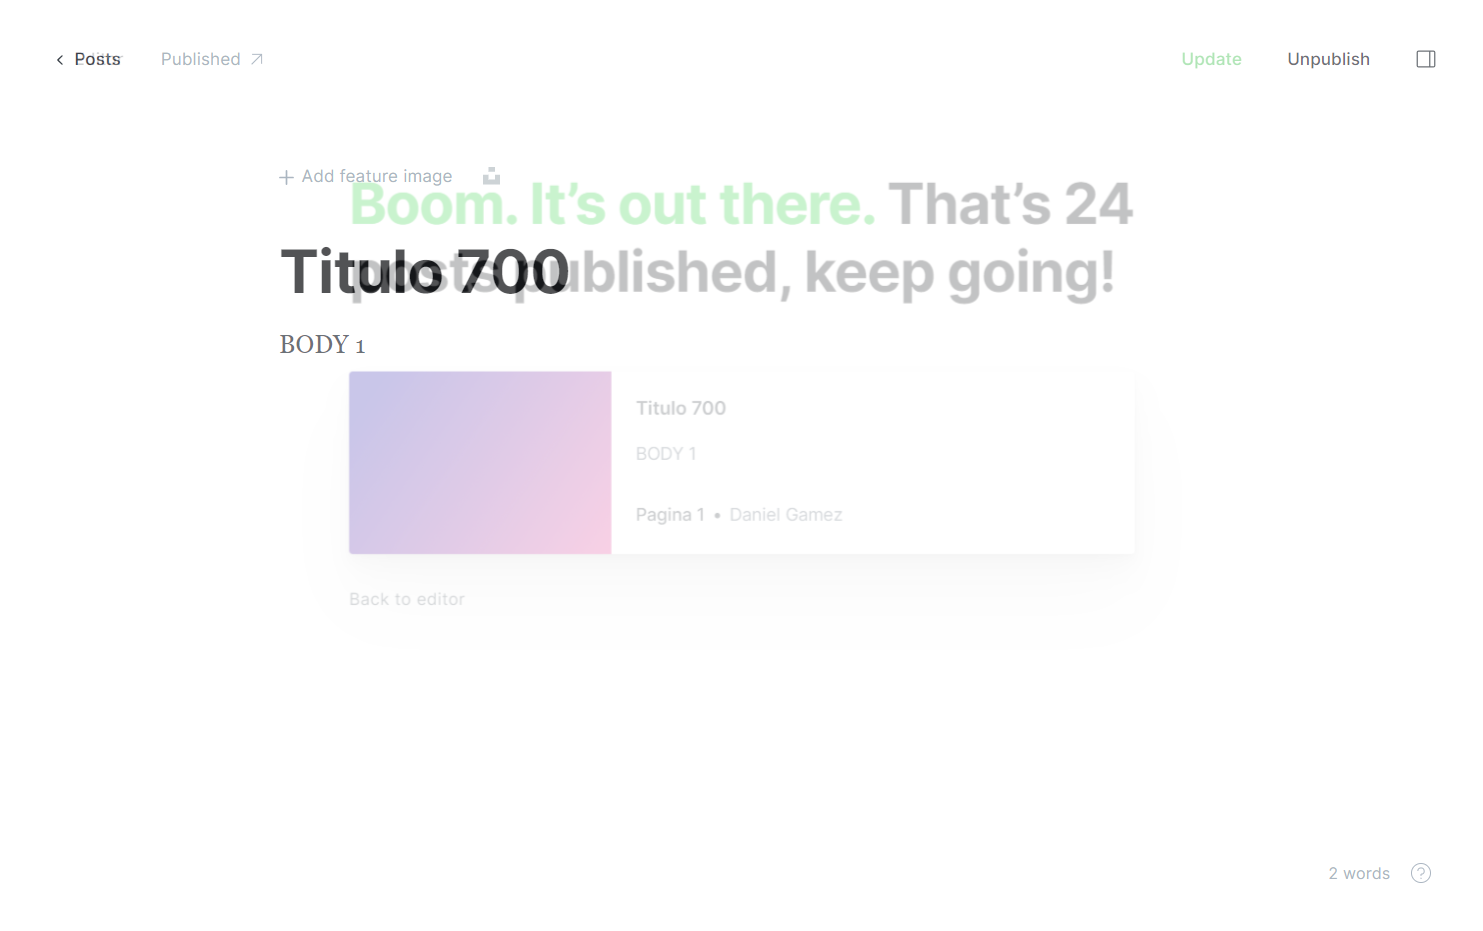 Posts
Editor
Published
Update
Unpublish
Add feature image
Boom. It’s out there. That’s 24
posts published, keep going!
Titulo 700
BODY 1
Titulo 700
BODY 1
Pagina 1 • Daniel Gamez
Back to editor
2 words
?